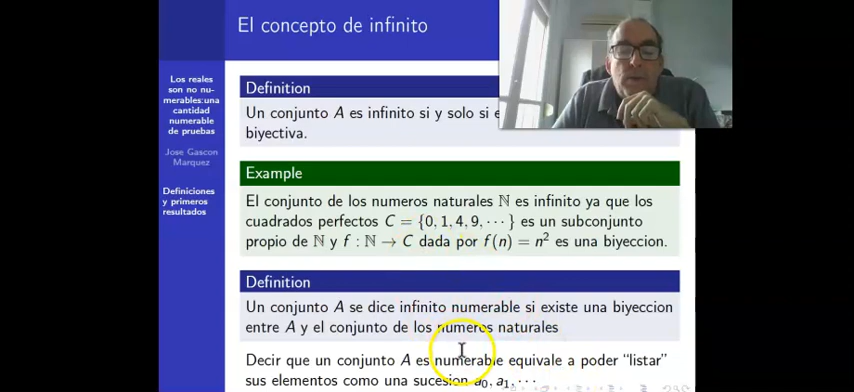 El concepto de infinito
Los reales
son no nu-
merables:una
cantidad
numerable
de pruebas
Jose Gascon
Marquez
Definiciones
y primeros
resultados
Definition
Un conjunto A es infinito si y solo si
biyectiva.
Example
El conjunto de los numeros naturales ℕ es infinito ya que los
cuadrados perfectos C = {0, 1, 4, 9, ⋯} es un subconjunto
propio de ℕ y f : ℕ → C dada por f(n) = n² es una biyeccion.
Definition
Un conjunto A se dice infinito numerable si existe una biyeccion
entre A y el conjunto de los numeros naturales
Decir que un conjunto A es numerable equivale a poder “listar”
sus elementos como una sucesion a₀, a₁, ⋯